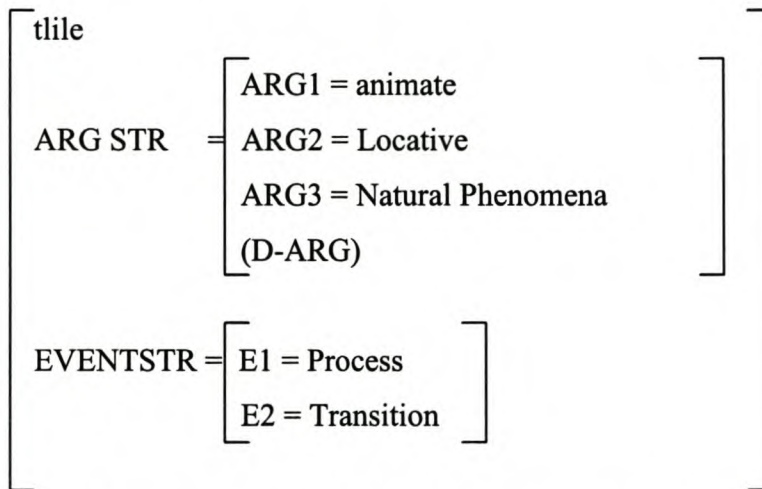 tlile
ARG1 = animate
ARG STR = ARG2 = Locative
ARG3 = Natural Phenomena
(D-ARG)
EVENTSTR = E1 = Process
E2 = Transition